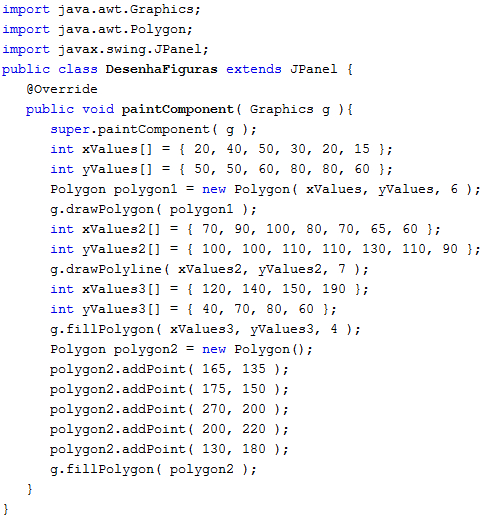 import java.awt.Graphics;
import java.awt.Polygon;
import javax.swing.JPanel;
public class DesenhaFiguras extends JPanel {
   @Override
   public void paintComponent( Graphics g ){
      super.paintComponent( g );
      int xValues[] = { 20, 40, 50, 30, 20, 15 };
      int yValues[] = { 50, 50, 60, 80, 80, 60 };
      Polygon polygon1 = new Polygon( xValues, yValues, 6 );
      g.drawPolygon( polygon1 );
      int xValues2[] = { 70, 90, 100, 80, 70, 65, 60 };
      int yValues2[] = { 100, 100, 110, 110, 130, 110, 90 };
      g.drawPolyline( xValues2, yValues2, 7 );
      int xValues3[] = { 120, 140, 150, 190 };
      int yValues3[] = { 40, 70, 80, 60 };
      g.fillPolygon( xValues3, yValues3, 4 );
      Polygon polygon2 = new Polygon();
      polygon2.addPoint( 165, 135 );
      polygon2.addPoint( 175, 150 );
      polygon2.addPoint( 270, 200 );
      polygon2.addPoint( 200, 220 );
      polygon2.addPoint( 130, 180 );
      g.fillPolygon( polygon2 );
   }
}